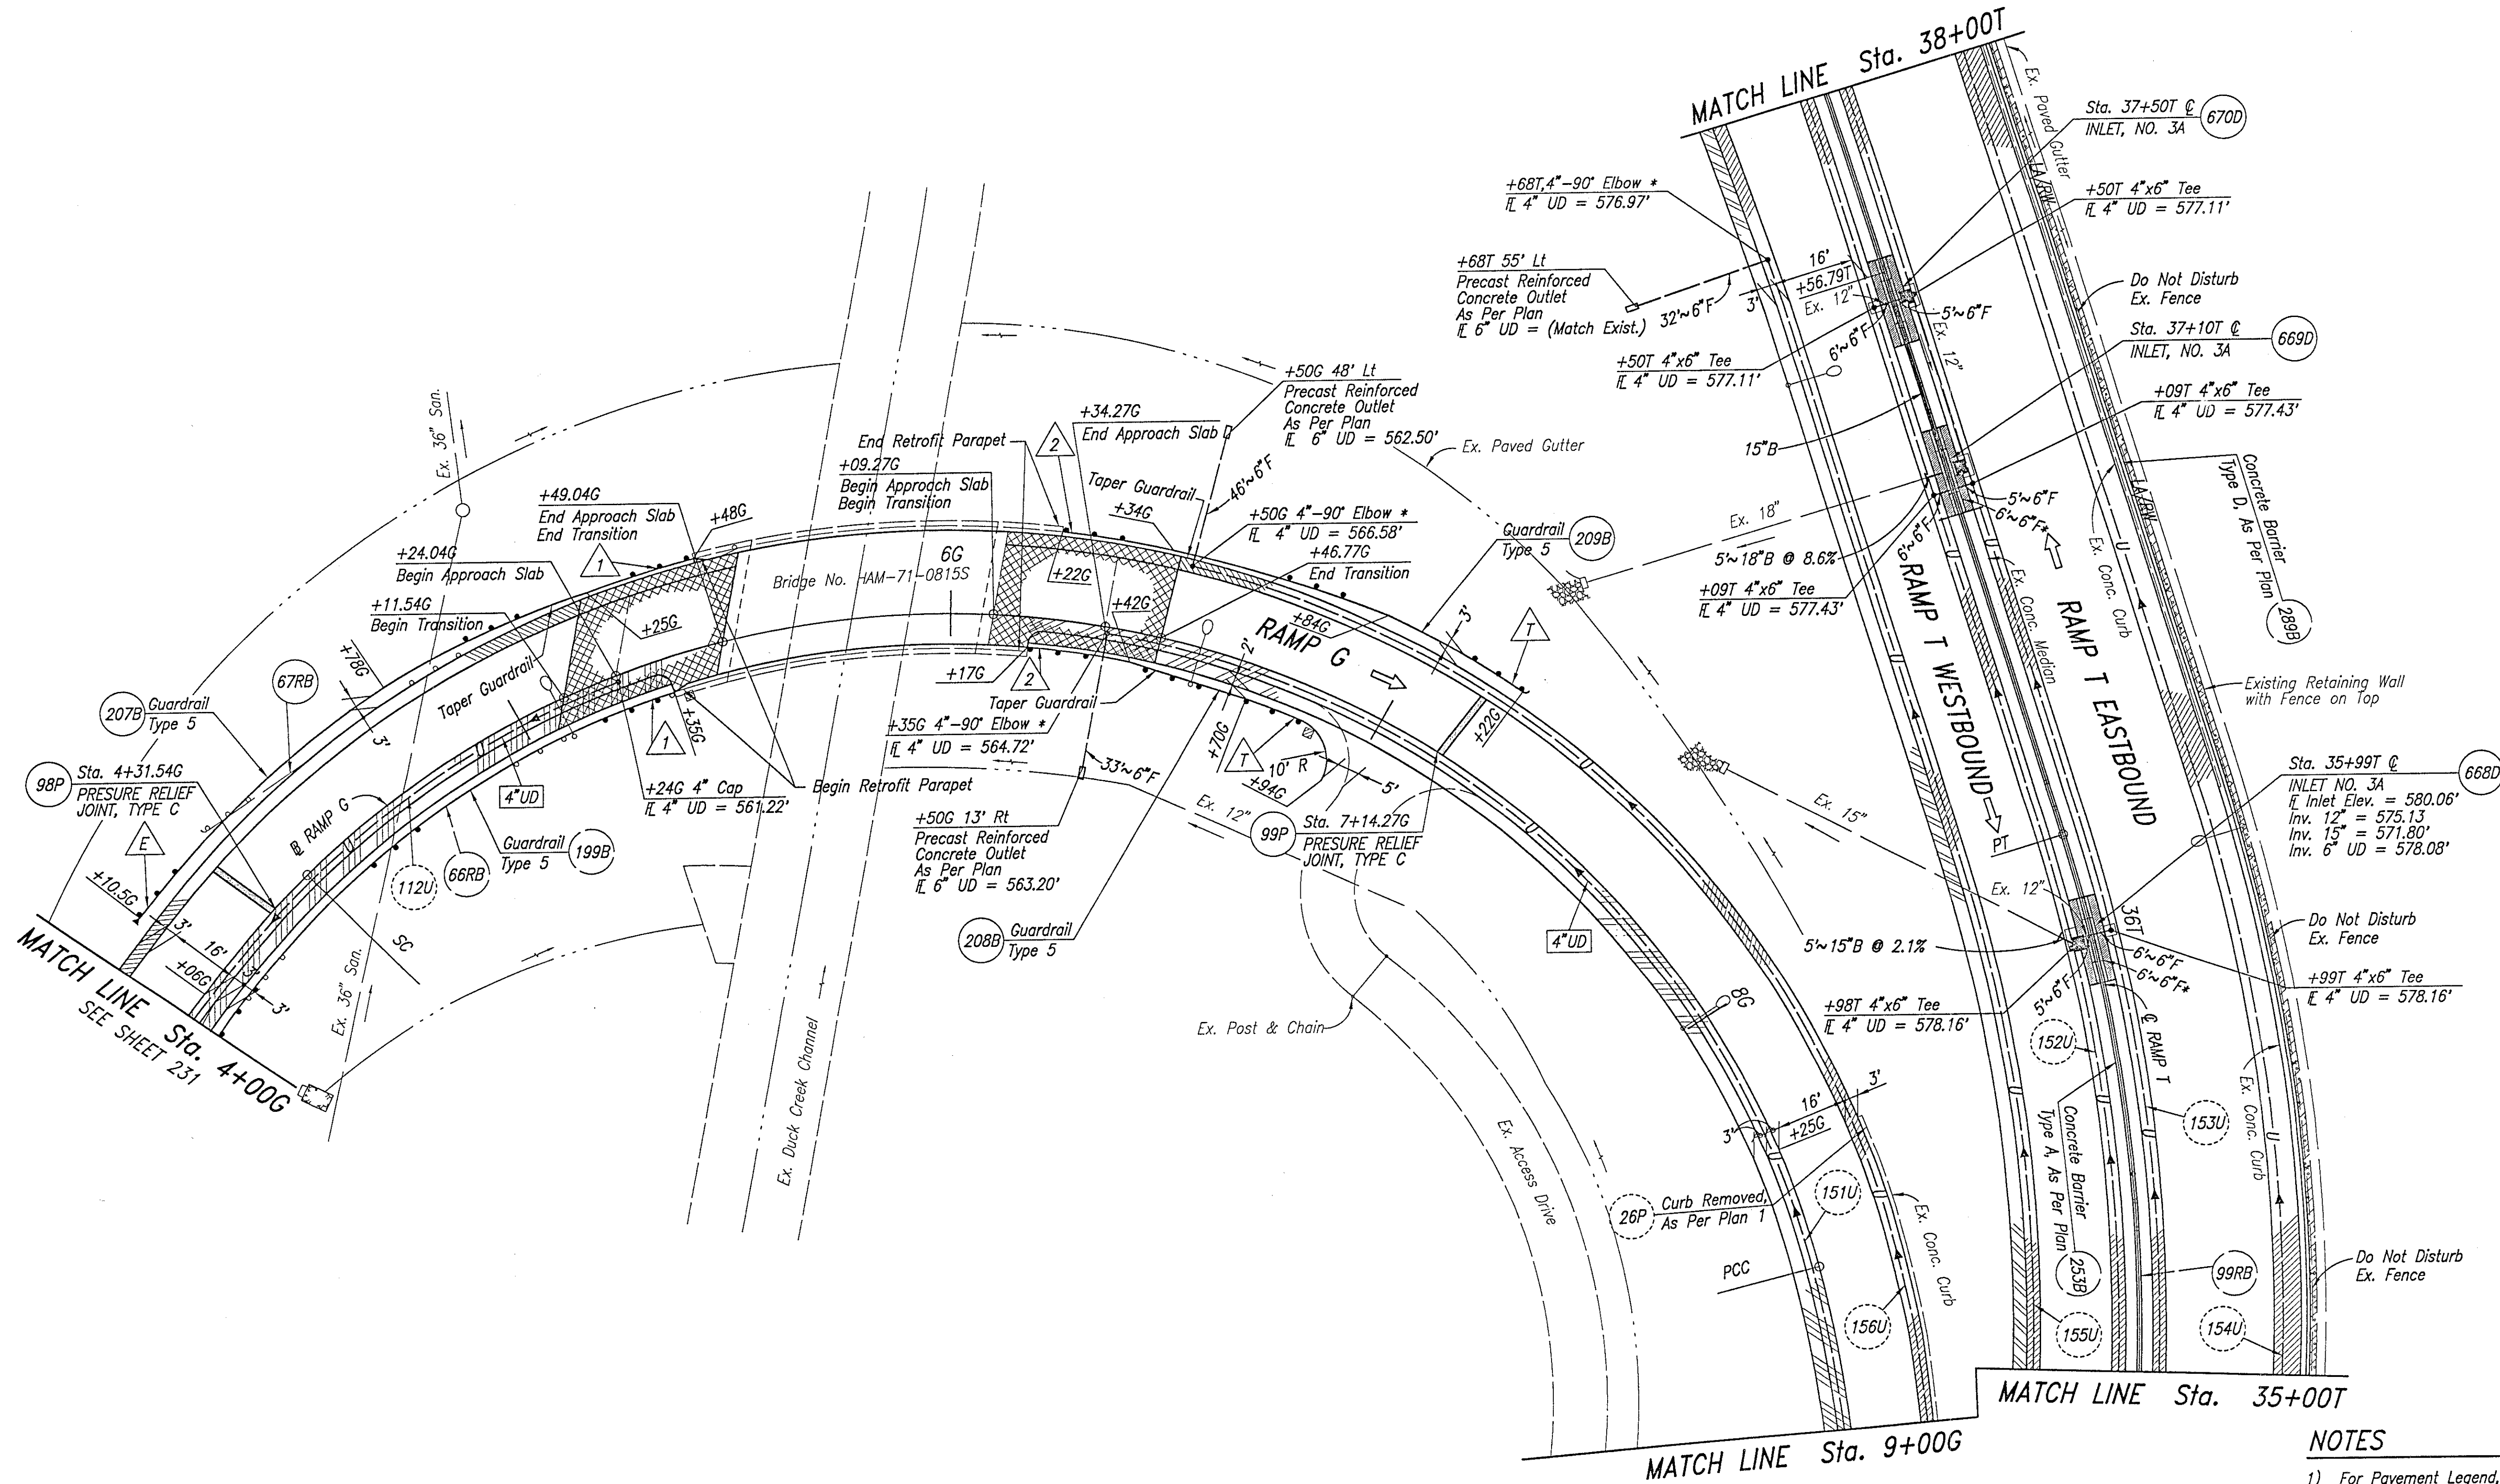 MATCH LINE Sta. 38+00T
Ex. Paved Gutter
LA/RW
Sta. 37+50T ℄
INLET, NO. 3A
670D
+50T 4"x6" Tee
F̲L̲ 4" UD = 577.11'
+68T,4"-90° Elbow *
FL 4" UD = 576.97'
+68T 55' Lt
Precast Reinforced
Concrete Outlet
As Per Plan
FL 6" UD = (Match Exist.)
32'~6"F
16'
+56.79T
3'
Ex. 12"
5'~6"F
Ex. 12"
6'~6"F
Do Not Disturb
Ex. Fence
Sta. 37+10T ℄
INLET, NO. 3A
669D
+50T 4"x6" Tee
FL 4" UD = 577.11'
+09T 4"x6" Tee
FL 4" UD = 577.43'
15"B
Ex. 18"
5'~6"F
6'~6"F*
6'~6"F
5'~18"B @ 8.6%
+09T 4"x6" Tee
FL 4" UD = 577.43'
Concrete Barrier
Type D, As Per Plan
289B
LA/RW
Ex. Conc. Curb
Ex. Conc. Median
RAMP T WESTBOUND
RAMP T EASTBOUND
Existing Retaining Wall
with Fence on Top
PT
Sta. 35+99T ℄
INLET NO. 3A
FL Inlet Elev. = 580.06'
Inv. 12" = 575.13
Inv. 15" = 571.80'
Inv. 6" UD = 578.08'
668D
Ex. 15"
Ex. 12"
36T
5'~15"B @ 2.1%
6'~6"F
6'~6"F*
5'~6"F
Do Not Disturb
Ex. Fence
+99T 4"x6" Tee
FL 4" UD = 578.16'
+98T 4"x6" Tee
FL 4" UD = 578.16'
152U
℄ RAMP T
153U
Ex. Conc. Curb
Concrete Barrier
Type A, As Per Plan
253B
99RB
Do Not Disturb
Ex. Fence
155U
154U
MATCH LINE Sta. 35+00T
NOTES
1) For Pavement Legend,
Ex. 36" San.
+50G 48' Lt
Precast Reinforced
Concrete Outlet
As Per Plan
FL 6" UD = 562.50'
Ex. Paved Gutter
+34.27G
End Approach Slab
2
End Retrofit Parapet
+09.27G
Begin Approach Slab
Begin Transition
Taper Guardrail
46'~6"F
+34G
+50G 4"-90° Elbow *
FL 4" UD = 566.58'
+46.77G
End Transition
Guardrail
Type 5
209B
+49.04G
End Approach Slab
End Transition
1
+48G
+24.04G
Begin Approach Slab
6G
Bridge No. HAM-71-0815S
+22G
+42G
+11.54G
Begin Transition
+25G
+84G
3'
T
RAMP G
2'
+78G
67RB
207B
Guardrail
Type 5
3'
Taper Guardrail
+17G
2
Taper Guardrail
+35G 4"-90° Elbow *
FL 4" UD = 564.72'
33'~6"F
+70G
T
10' R
+94G
5'
+22G
1
+35G
+24G 4" Cap
FL 4" UD = 561.22'
Begin Retrofit Parapet
98P
Sta. 4+31.54G
PRESURE RELIEF
JOINT, TYPE C
E
+10.5G
BL RAMP G
4"UD
112U
66RB
Guardrail
Type 5
199B
+50G 13' Rt
Precast Reinforced
Concrete Outlet
As Per Plan
FL 6" UD = 563.20'
Ex. 12"
99P
Sta. 7+14.27G
PRESURE RELIEF
JOINT, TYPE C
3'
16'
+06G
3'
SC
Ex. 36" San.
MATCH LINE Sta. 4+00G
SEE SHEET 231
208B
Guardrail
Type 5
4"UD
Ex. Duck Creek Channel
Ex. Post & Chain
8G
Ex. Access Drive
3'
16'
+25G
3'
26P
Curb Removed,
As Per Plan 1
151U
PCC
156U
Ex. Conc. Curb
MATCH LINE Sta. 9+00G